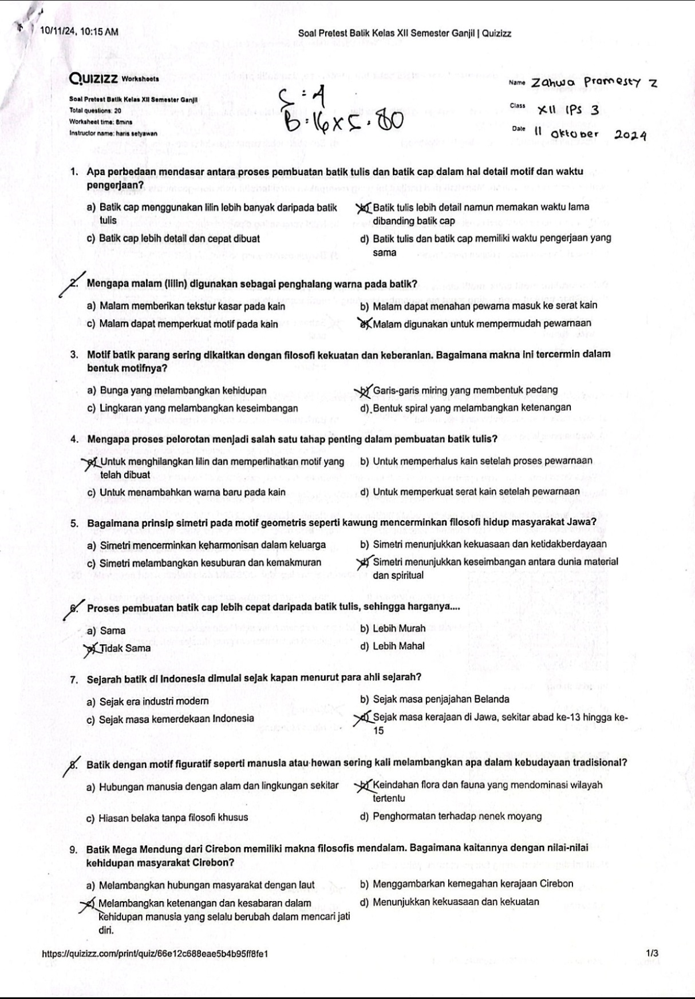 10/11/24, 10:15 AM
Soal Pretest Batik Kelas XII Semester Ganjil | Quizizz
QUIZIZZ Worksheets
Name Zahwa Pramesty Z
Soal Pretest Batik Kelas XII Semester Ganjil
Total questions: 20
Worksheet time: 8mins
Instructor name: haris setyawan
S = 4
B = 16 x 5 = 80
Class XII IPS 3
Date 11 Oktober 2024
1. Apa perbedaan mendasar antara proses pembuatan batik tulis dan batik cap dalam hal detail motif dan waktu
pengerjaan?
a) Batik cap menggunakan lilin lebih banyak daripada batik
tulis
b) Batik tulis lebih detail namun memakan waktu lama
dibanding batik cap
c) Batik cap lebih detail dan cepat dibuat
d) Batik tulis dan batik cap memiliki waktu pengerjaan yang
sama
2. Mengapa malam (lilin) digunakan sebagai penghalang warna pada batik?
a) Malam memberikan tekstur kasar pada kain
b) Malam dapat menahan pewarna masuk ke serat kain
c) Malam dapat memperkuat motif pada kain
d) Malam digunakan untuk mempermudah pewarnaan
3. Motif batik parang sering dikaitkan dengan filosofi kekuatan dan keberanian. Bagaimana makna ini tercermin dalam
bentuk motifnya?
a) Bunga yang melambangkan kehidupan
b) Garis-garis miring yang membentuk pedang
c) Lingkaran yang melambangkan keseimbangan
d) Bentuk spiral yang melambangkan ketenangan
4. Mengapa proses pelorotan menjadi salah satu tahap penting dalam pembuatan batik tulis?
a) Untuk menghilangkan lilin dan memperlihatkan motif yang
telah dibuat
b) Untuk memperhalus kain setelah proses pewarnaan
c) Untuk menambahkan warna baru pada kain
d) Untuk memperkuat serat kain setelah pewarnaan
5. Bagaimana prinsip simetri pada motif geometris seperti kawung mencerminkan filosofi hidup masyarakat Jawa?
a) Simetri mencerminkan keharmonisan dalam keluarga
b) Simetri menunjukkan kekuasaan dan ketidakberdayaan
c) Simetri melambangkan kesuburan dan kemakmuran
d) Simetri menunjukkan keseimbangan antara dunia material
dan spiritual
6. Proses pembuatan batik cap lebih cepat daripada batik tulis, sehingga harganya....
a) Sama
b) Lebih Murah
c) Tidak Sama
d) Lebih Mahal
7. Sejarah batik di Indonesia dimulai sejak kapan menurut para ahli sejarah?
a) Sejak era industri modern
b) Sejak masa penjajahan Belanda
c) Sejak masa kemerdekaan Indonesia
d) Sejak masa kerajaan di Jawa, sekitar abad ke-13 hingga ke-
15
8. Batik dengan motif figuratif seperti manusia atau hewan sering kali melambangkan apa dalam kebudayaan tradisional?
a) Hubungan manusia dengan alam dan lingkungan sekitar
b) Keindahan flora dan fauna yang mendominasi wilayah
tertentu
c) Hiasan belaka tanpa filosofi khusus
d) Penghormatan terhadap nenek moyang
9. Batik Mega Mendung dari Cirebon memiliki makna filosofis mendalam. Bagaimana kaitannya dengan nilai-nilai
kehidupan masyarakat Cirebon?
a) Melambangkan hubungan masyarakat dengan laut
b) Menggambarkan kemegahan kerajaan Cirebon
c) Melambangkan ketenangan dan kesabaran dalam
kehidupan manusia yang selalu berubah dalam mencari jati
diri.
d) Menunjukkan kekuasaan dan kekuatan
https://quizizz.com/print/quiz/66e12c688eae5b4b95ff8fe1
1/3